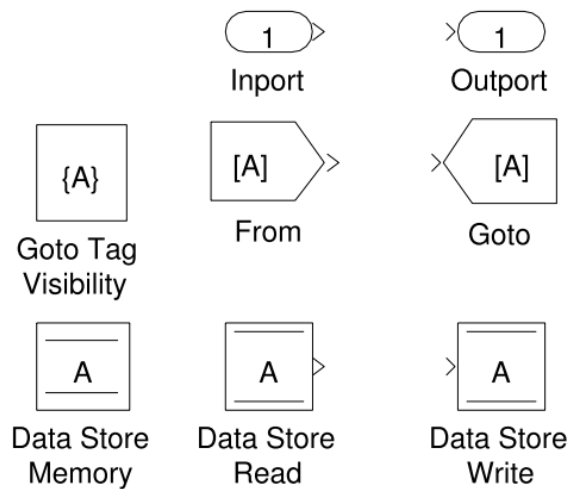 1
1
Inport
Outport
{A}
[A]
[A]
Goto Tag
Visibility
From
Goto
A
A
A
Data Store
Memory
Data Store
Read
Data Store
Write